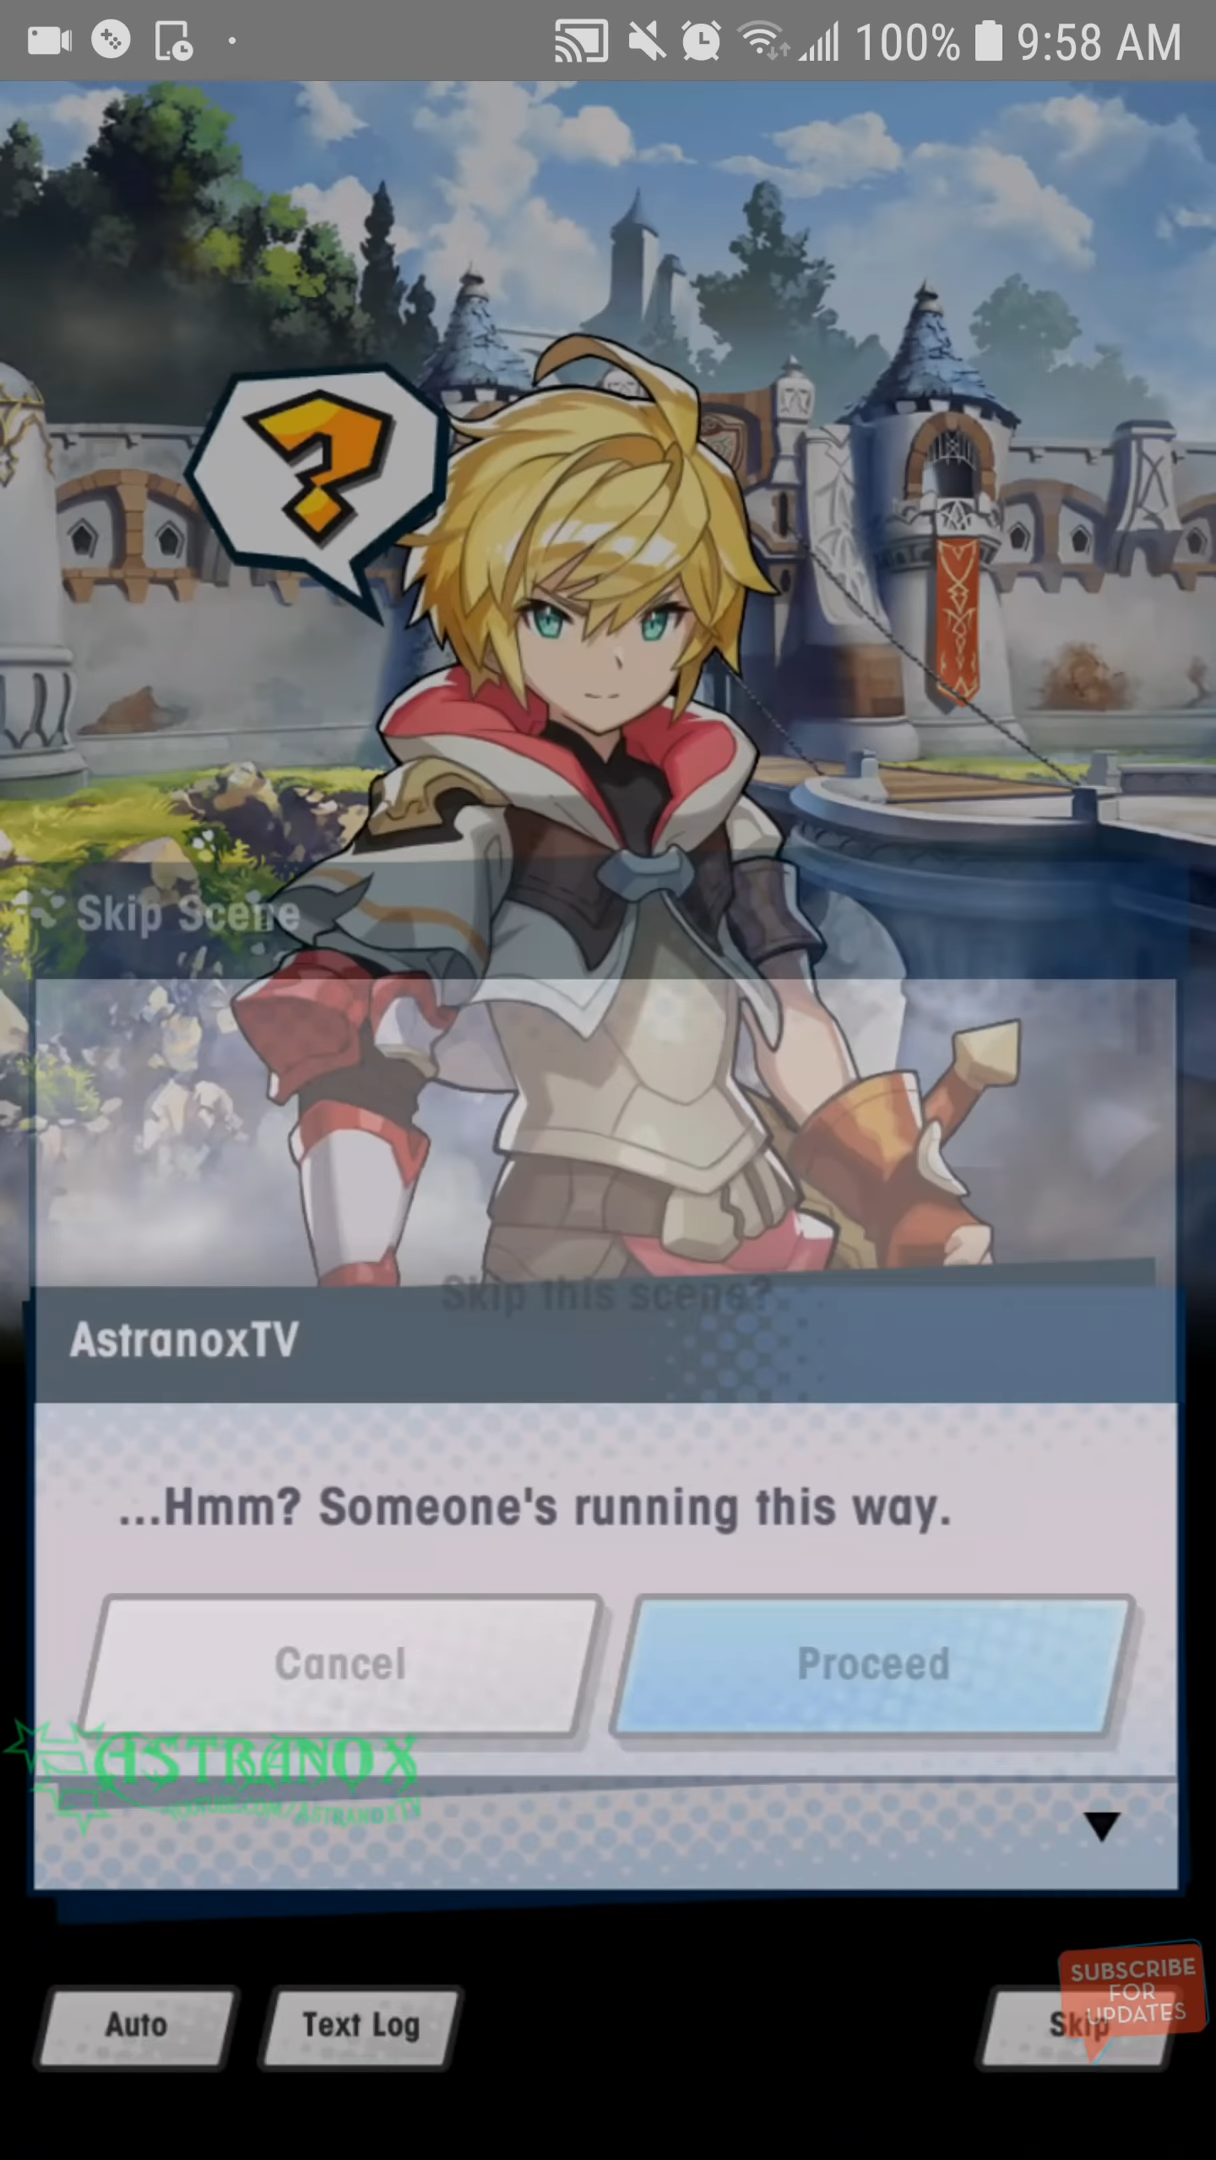 100% 9:58 AM
Skip Scene
Skip this scene?
AstranoxTV
...Hmm? Someone's running this way.
Cancel
Proceed
ASTRANOX
Auto
Text Log
Skip
SUBSCRIBE
FOR
UPDATES